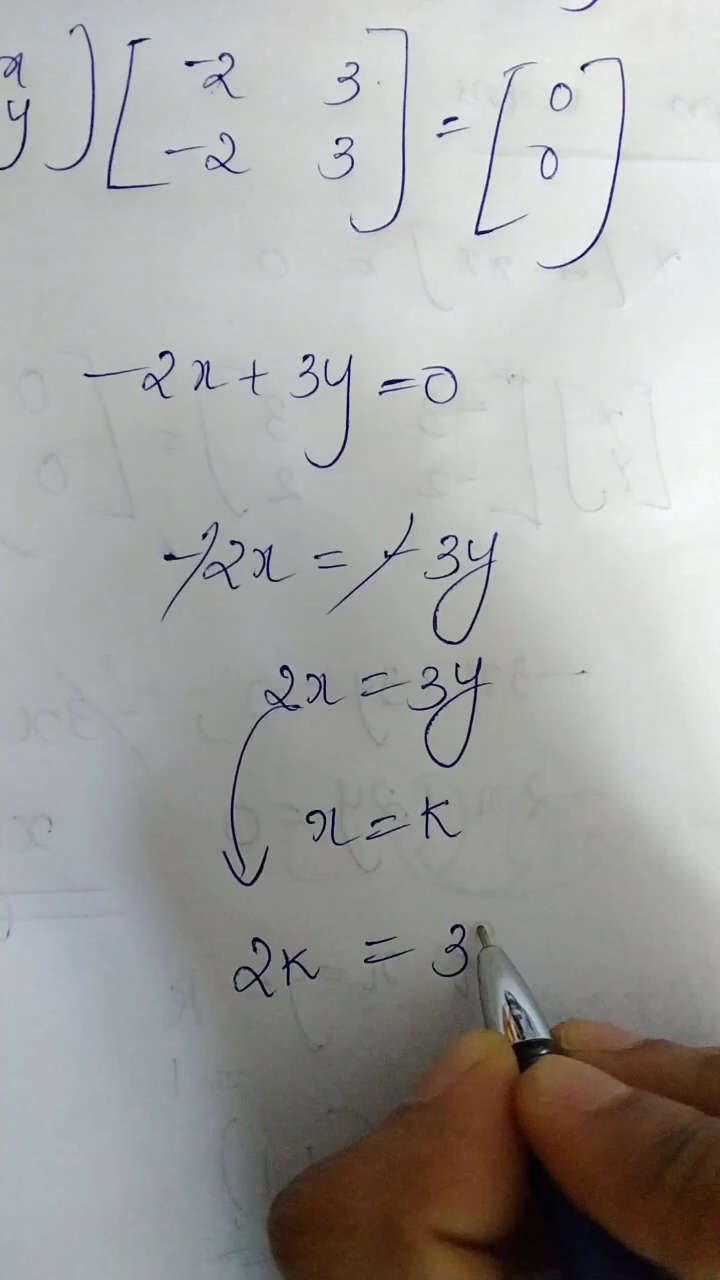 x
y ) [ -2 3
-2 3 ] = [ 0
0 ]
-2x + 3y = 0
-2x = -3y
2x = 3y
x = k
2k = 3